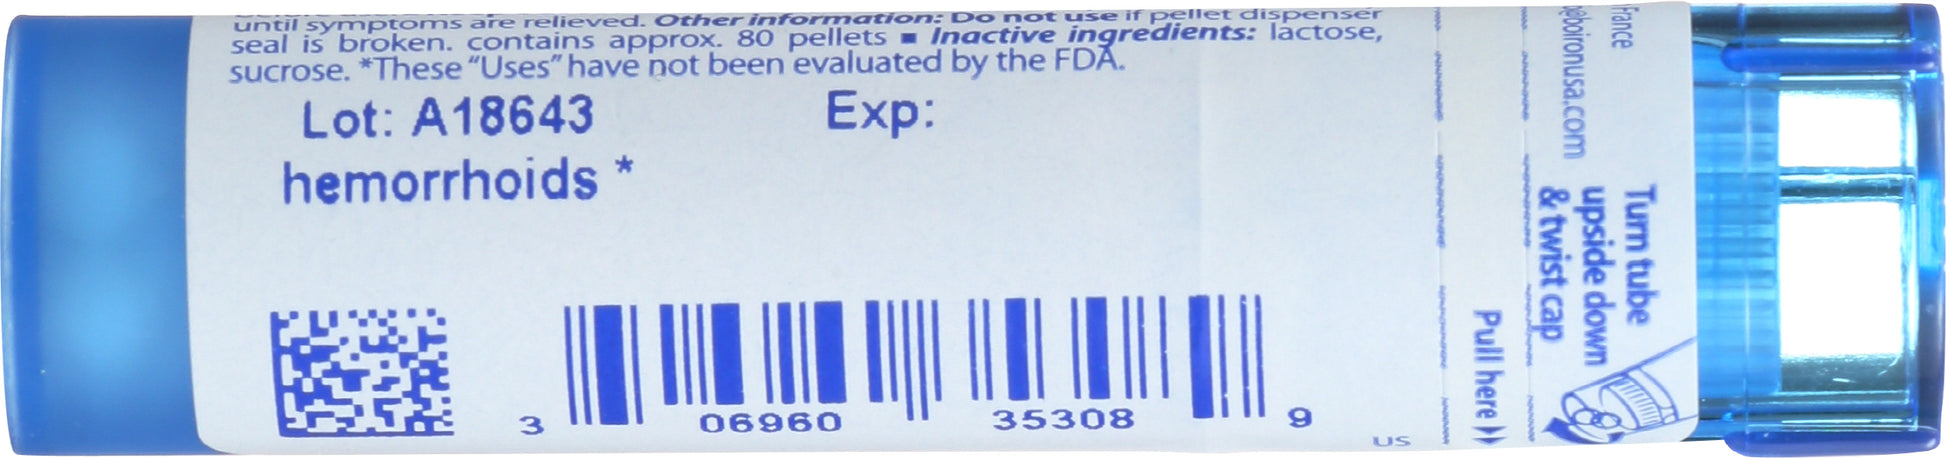 until symptoms are relieved. Other information: Do not use if pellet dispenser
seal is broken. contains approx. 80 pellets ■ Inactive ingredients: lactose,
sucrose. *These “Uses” have not been evaluated by the FDA.
Lot: A18643 Exp:
hemorrhoids *
3 06960 35308 9
US
Pull here
france
@boironusa.com
Turn tube
upside down
& twist cap